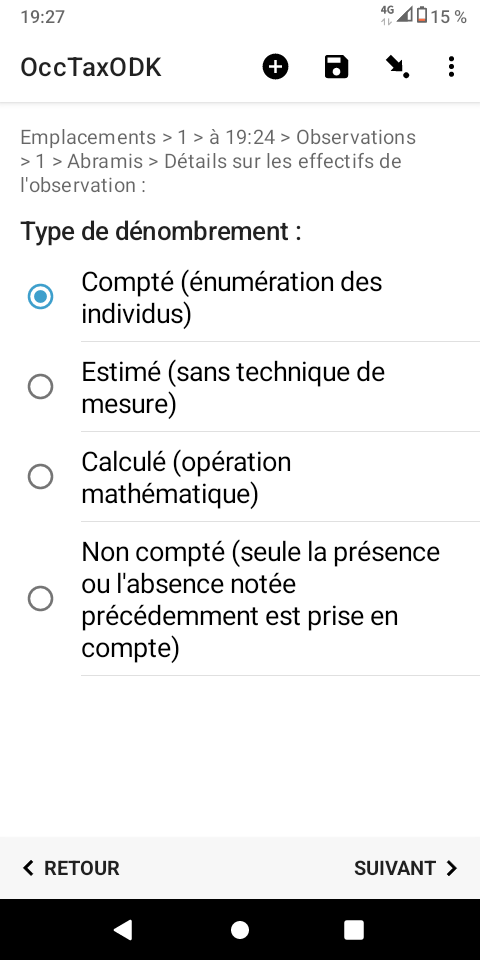 19:27
4G
15 %
OccTaxODK
Emplacements > 1 > à 19:24 > Observations
> 1 > Abramis > Détails sur les effectifs de
l'observation :
Type de dénombrement :
Compté (énumération des
individus)
Estimé (sans technique de
mesure)
Calculé (opération
mathématique)
Non compté (seule la présence
ou l'absence notée
précédemment est prise en
compte)
RETOUR
SUIVANT